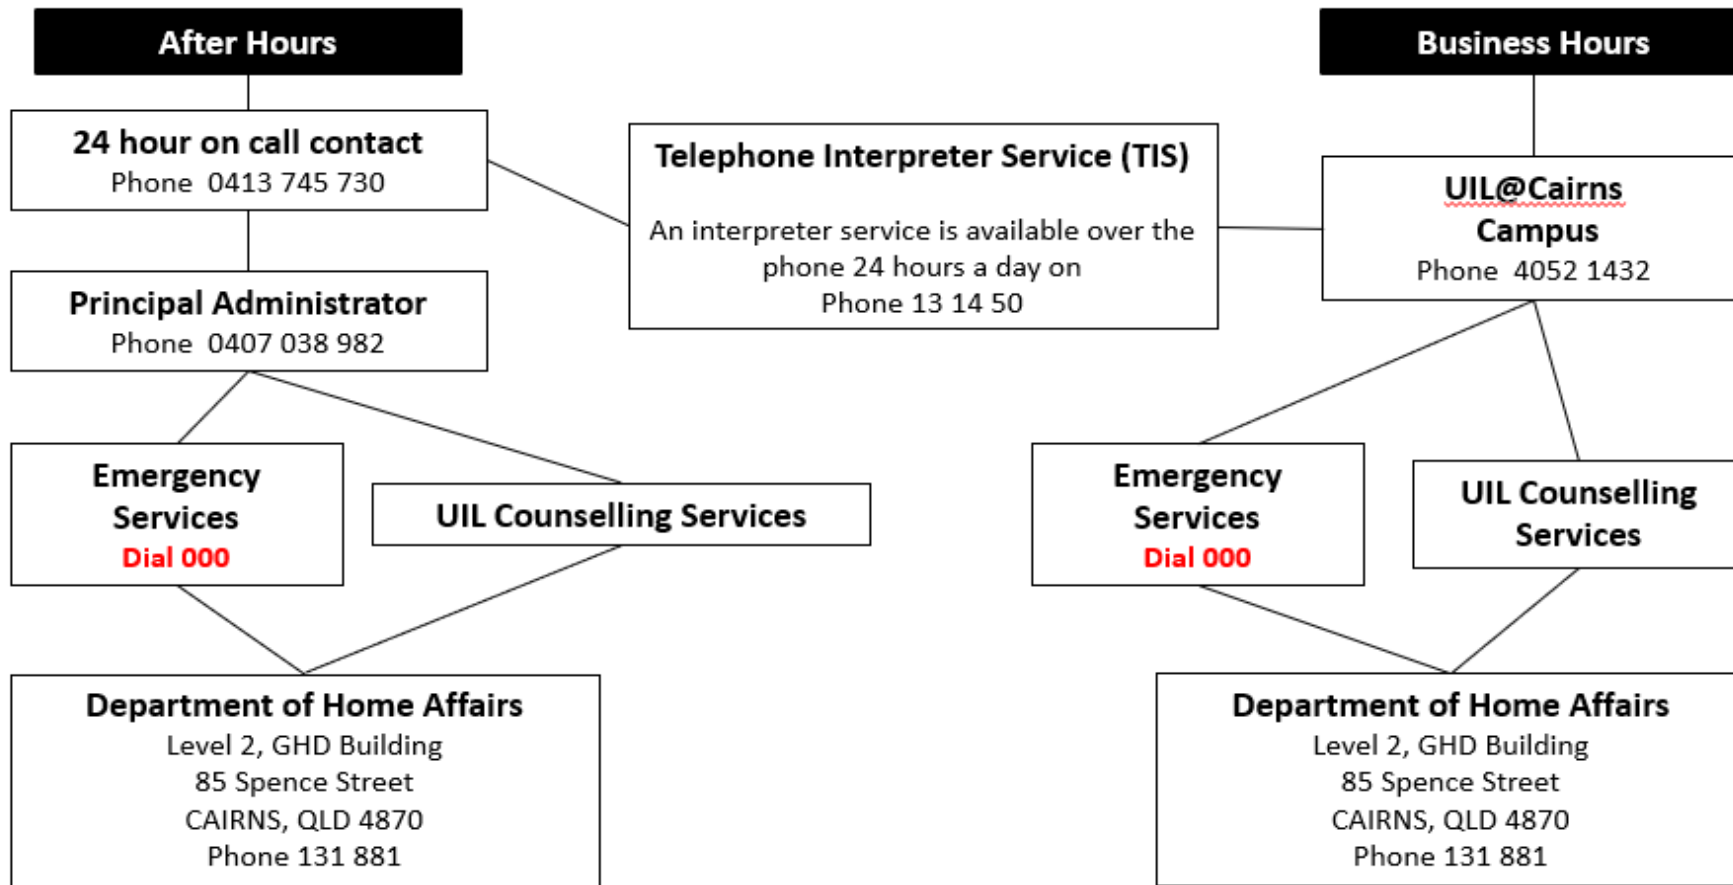 After Hours
24 hour on call contact
Phone 0413 745 730
Principal Administrator
Phone 0407 038 982
Emergency
Services
Dial 000
UIL Counselling Services
Department of Home Affairs
Level 2, GHD Building
85 Spence Street
CAIRNS, QLD 4870
Phone 131 881
Telephone Interpreter Service (TIS)
An interpreter service is available over the
phone 24 hours a day on
Phone 13 14 50
Business Hours
UIL@Cairns
Campus
Phone 4052 1432
Emergency
Services
Dial 000
UIL Counselling
Services
Department of Home Affairs
Level 2, GHD Building
85 Spence Street
CAIRNS, QLD 4870
Phone 131 881